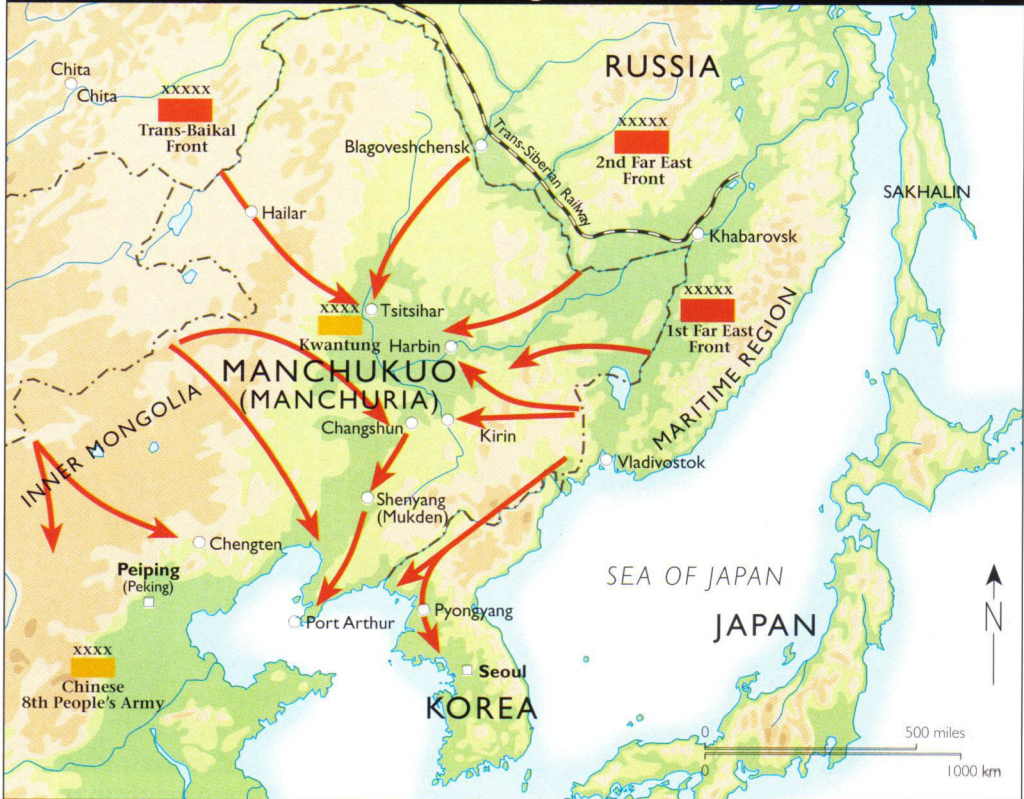 RUSSIA
Chita
Chita
xxxxx
Trans-Baikal
Front
xxxxx
2nd Far East
Front
Blagoveshchensk
Trans-Siberian Railway
SAKHALIN
Hailar
Khabarovsk
xxxxx
1st Far East
Front
xxxx
Kwantung
Tsitsihar
Harbin
MANCHUKUO
(MANCHURIA)
MARITIME REGION
INNER MONGOLIA
Changshun
Kirin
Vladivostok
Shenyang
(Mukden)
Chengten
Peiping
(Peking)
SEA OF JAPAN
N
Port Arthur
Pyongyang
JAPAN
xxxx
Chinese
8th People's Army
Seoul
KOREA
0
500 miles
0
1000 km